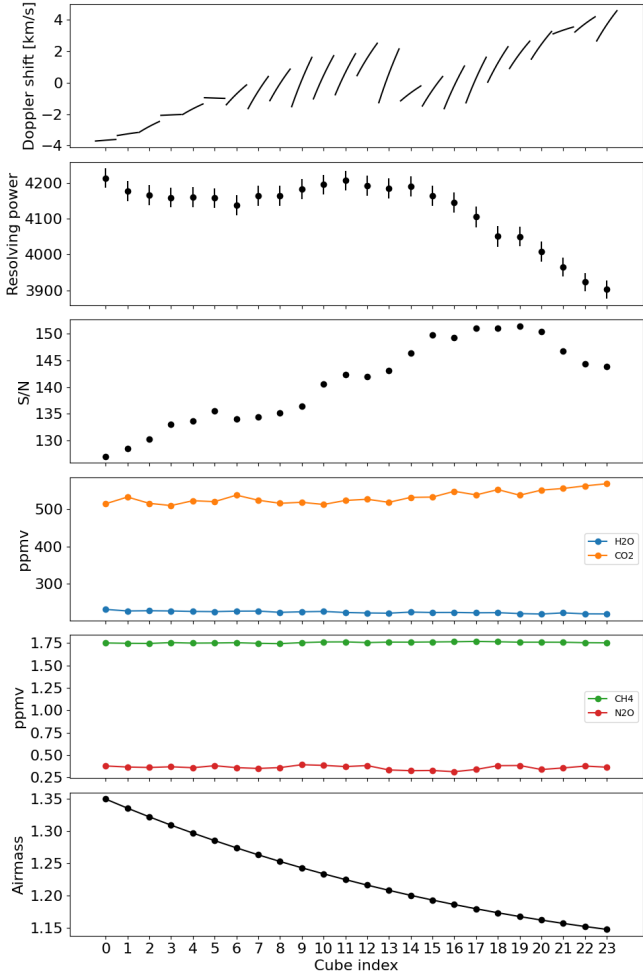 Doppler shift [km/s]
4
2
0
−2
−4
Resolving power
4200
4100
4000
3900
S/N
150
145
140
135
130
ppmv
500
400
300
H2O
CO2
ppmv
1.75
1.50
1.25
1.00
0.75
0.50
0.25
CH4
N2O
Airmass
1.35
1.30
1.25
1.20
1.15
0 1 2 3 4 5 6 7 8 9 10 11 12 13 14 15 16 17 18 19 20 21 22 23
Cube index